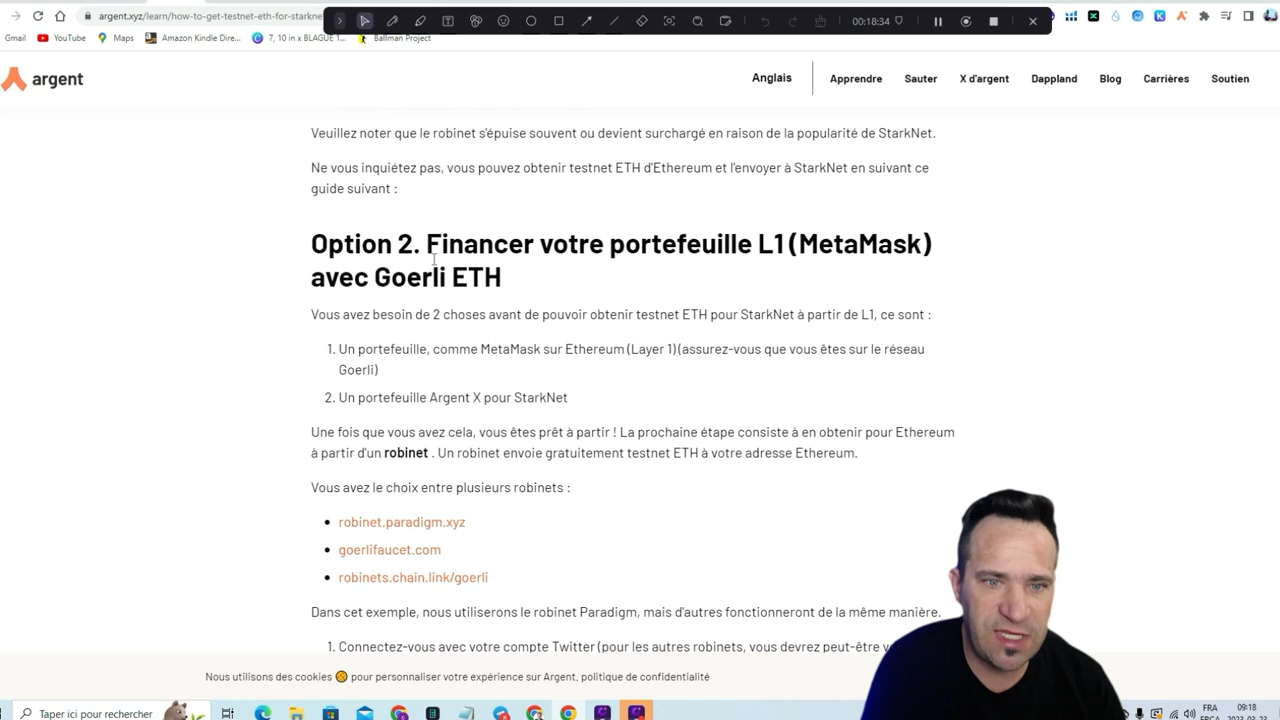 argent.xyz/learn/how-to-get-testnet-eth-for-starkne
00:18:34
Gmail YouTube Maps Amazon Kindle Dire... 7, 10 in x BLAGUE 1... Ballman Project
argent Anglais Apprendre Sauter X d'argent Dappland Blog Carrières Soutien
Veuillez noter que le robinet s'épuise souvent ou devient surchargé en raison de la popularité de StarkNet.
Ne vous inquiétez pas, vous pouvez obtenir testnet ETH d'Ethereum et l'envoyer à StarkNet en suivant ce
guide suivant :
Option 2. Financer votre portefeuille L1 (MetaMask)
avec Goerli ETH
Vous avez besoin de 2 choses avant de pouvoir obtenir testnet ETH pour StarkNet à partir de L1, ce sont :
1. Un portefeuille, comme MetaMask sur Ethereum (Layer 1) (assurez-vous que vous êtes sur le réseau
Goerli)
2. Un portefeuille Argent X pour StarkNet
Une fois que vous avez cela, vous êtes prêt à partir ! La prochaine étape consiste à en obtenir pour Ethereum
à partir d'un robinet . Un robinet envoie gratuitement testnet ETH à votre adresse Ethereum.
Vous avez le choix entre plusieurs robinets :
• robinet.paradigm.xyz
• goerlifaucet.com
• robinets.chain.link/goerli
Dans cet exemple, nous utiliserons le robinet Paradigm, mais d'autres fonctionneront de la même manière.
1. Connectez-vous avec votre compte Twitter (pour les autres robinets, vous devrez peut-être
Nous utilisons des cookies pour personnaliser votre expérience sur Argent. politique de confidentialité
Taper ici pour rechercher FRA 09:18